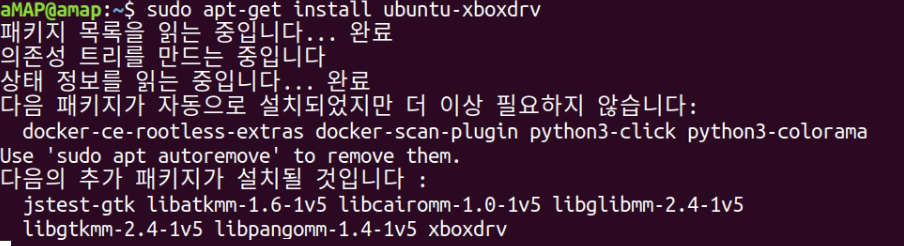 aMAP@amap:~$ sudo apt-get install ubuntu-xboxdrv
패키지 목록을 읽는 중입니다... 완료
의존성 트리를 만드는 중입니다
상태 정보를 읽는 중입니다... 완료
다음 패키지가 자동으로 설치되었지만 더 이상 필요하지 않습니다:
  docker-ce-rootless-extras docker-scan-plugin python3-click python3-colorama
Use 'sudo apt autoremove' to remove them.
다음의 추가 패키지가 설치될 것입니다 :
  jstest-gtk libatkmm-1.6-1v5 libcairomm-1.0-1v5 libglibmm-2.4-1v5
  libgtkmm-2.4-1v5 libpangomm-1.4-1v5 xboxdrv